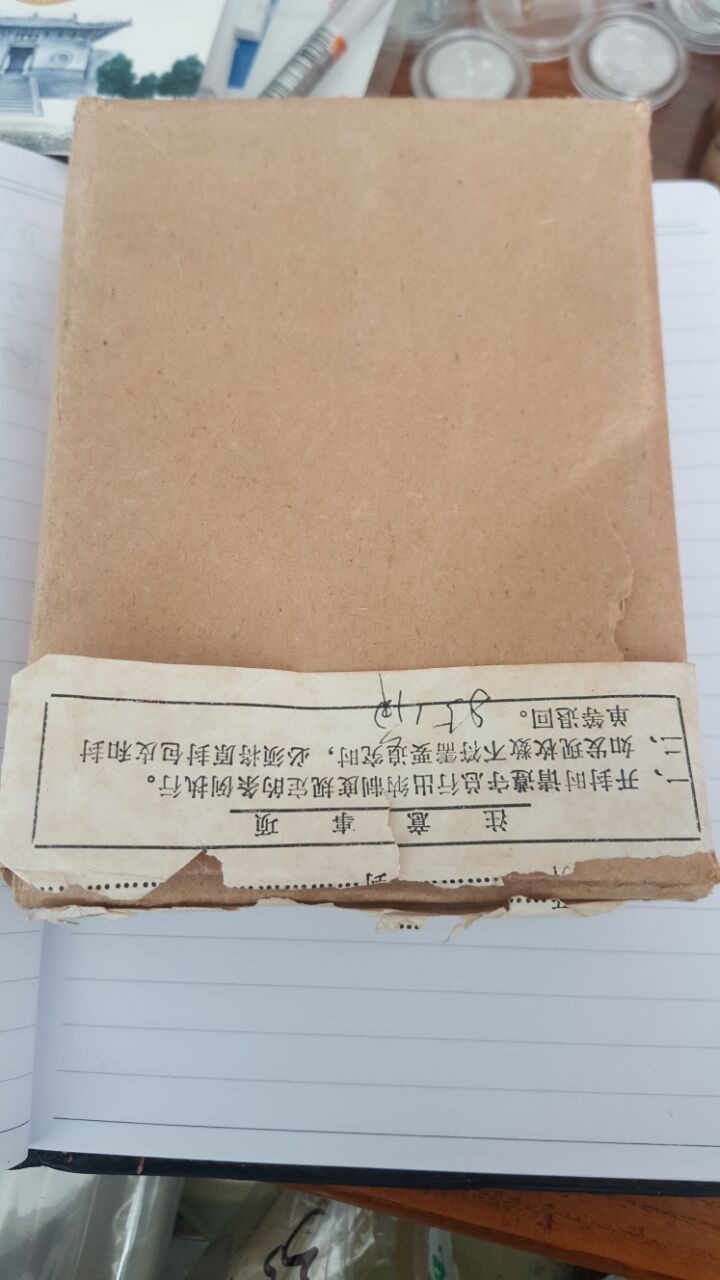 注 意 事 项
一、开封时请遵守总行出纳制度规定的条例执行。
二、如发现枚数不符需要追究时，必须将原封包皮和封
单等退回。